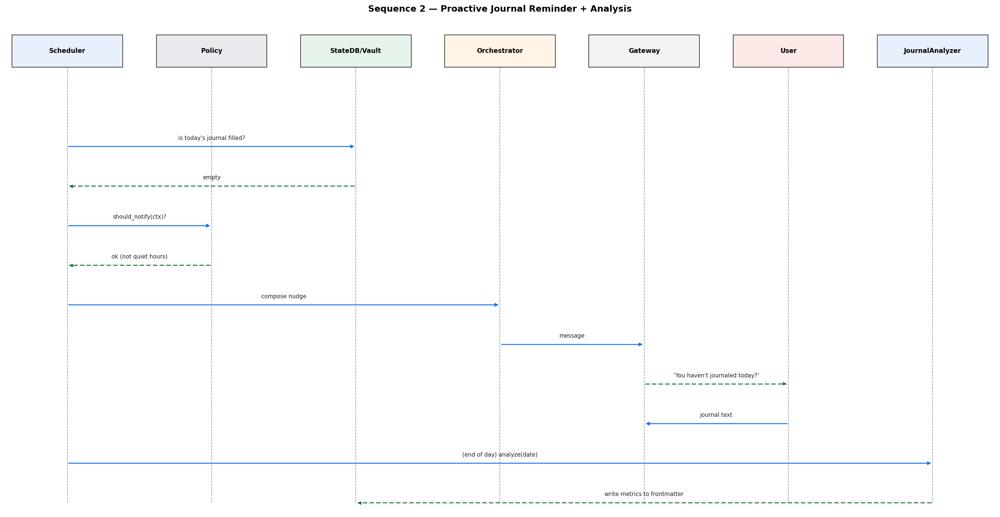 Sequence 2 — Proactive Journal Reminder + Analysis
Scheduler
Policy
StateDB/Vault
Orchestrator
Gateway
User
JournalAnalyzer
is today's journal filled?
empty
should_notify(ctx)?
ok (not quiet hours)
compose nudge
message
'You haven't journaled today?'
journal text
(end of day) analyze(date)
write metrics to frontmatter